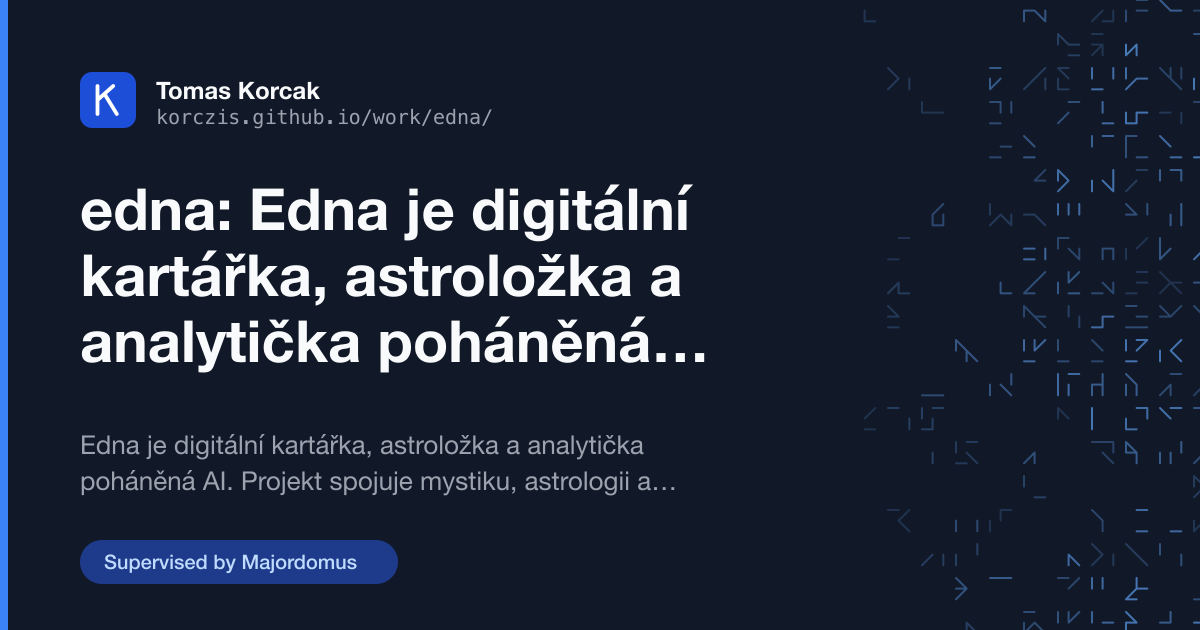 K
Tomas Korcak
korczis.github.io/work/edna/
edna: Edna je digitální
kartářka, astroložka a
analytička poháněná…
Edna je digitální kartářka, astroložka a analytička
poháněná AI. Projekt spojuje mystiku, astrologii a…
Supervised by Majordomus